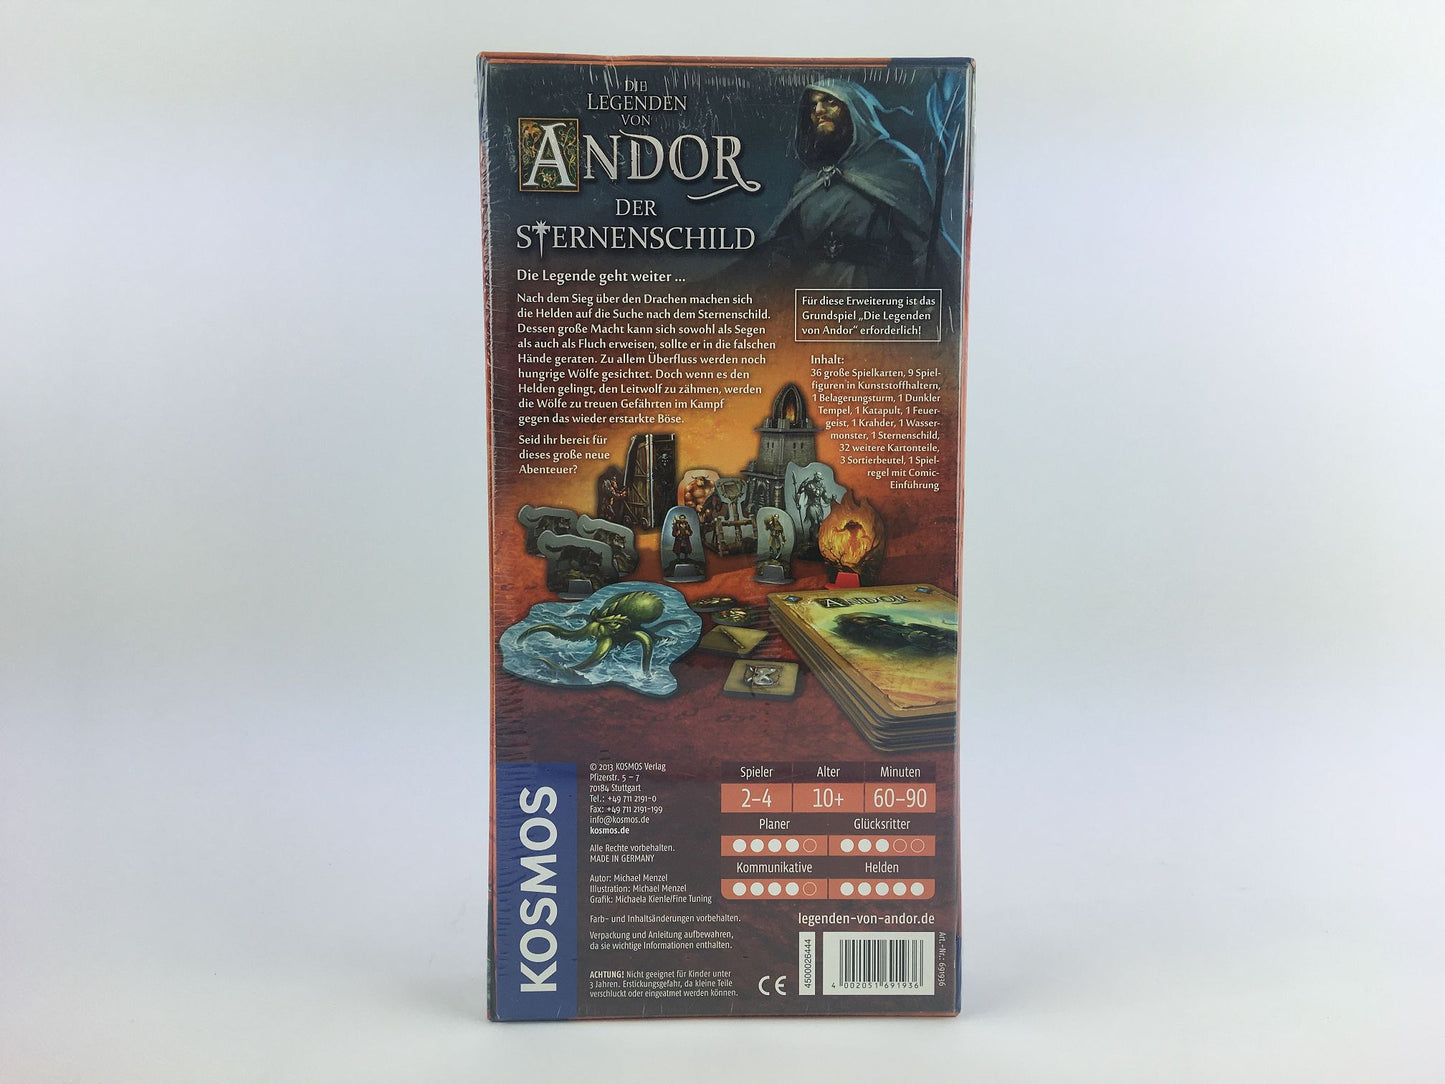 DIE
LEGENDEN
VON
ANDOR
DER
STERNENSCHILD
Die Legende geht weiter ...
Nach dem Sieg über den Drachen machen sich
die Helden auf die Suche nach dem Sternenschild.
Dessen große Macht kann sich sowohl als Segen
als auch als Fluch erweisen, sollte er in die falschen
Hände geraten. Zu allem Überfluss werden noch
hungrige Wölfe gesichtet. Doch wenn es den
Helden gelingt, den Leitwolf zu zähmen, werden
die Wölfe zu treuen Gefährten im Kampf
gegen das wieder erstarkte Böse.
Seid ihr bereit für
dieses große neue
Abenteuer?
Für diese Erweiterung ist das
Grundspiel „Die Legenden
von Andor“ erforderlich!
Inhalt:
36 große Spielkarten, 9 Spiel-
figuren in Kunststoffhaltern,
1 Belagerungsturm, 1 Dunkler
Tempel, 1 Katapult, 1 Feuer-
geist, 1 Krahder, 1 Wasser-
monster, 1 Sternenschild,
32 weitere Kartonteile,
3 Sortierbeutel, 1 Spiel-
regel mit Comic-
Einführung
ANDOR
KOSMOS
© 2013 KOSMOS Verlag
Pfizerstr. 5 – 7
70184 Stuttgart
Tel.: +49 711 2191-0
Fax: +49 711 2191-199
info@kosmos.de
kosmos.de
Alle Rechte vorbehalten.
MADE IN GERMANY
Autor: Michael Menzel
Illustration: Michael Menzel
Grafik: Michaela Kienle/Fine Tuning
Farb- und Inhaltsänderungen vorbehalten.
Verpackung und Anleitung aufbewahren,
da sie wichtige Informationen enthalten.
ACHTUNG! Nicht geeignet für Kinder unter
3 Jahren. Erstickungsgefahr, da kleine Teile
verschluckt oder eingeatmet werden können.
Spieler Alter Minuten
2–4 10+ 60–90
Planer Glücksritter
Kommunikative Helden
legenden-von-andor.de
CE
4500026444
4 002051 691936
Art.-Nr.: 691936